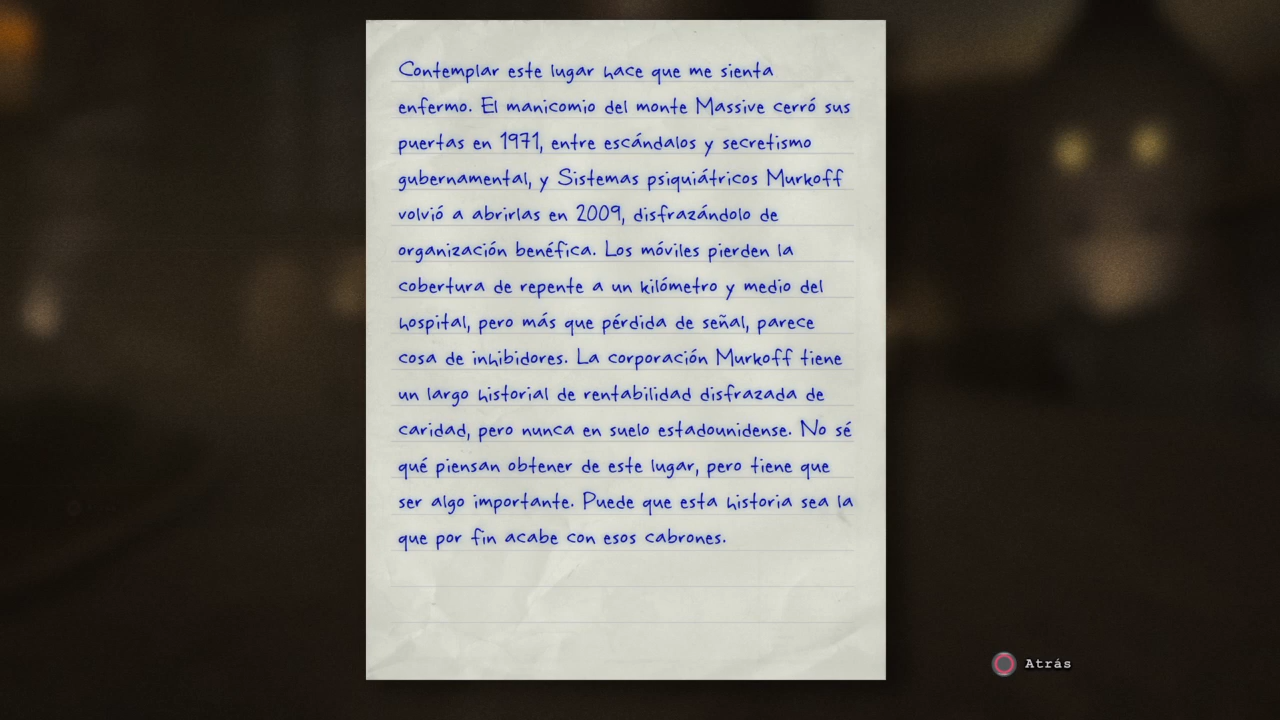 Contemplar este lugar hace que me sienta
enfermo. El manicomio del monte Massive cerró sus
puertas en 1971, entre escándalos y secretismo
gubernamental, y Sistemas psiquiátricos Murkoff
volvió a abrirlas en 2009, disfrazándolo de
organización benéfica. Los móviles pierden la
cobertura de repente a un kilómetro y medio del
hospital, pero más que pérdida de señal, parece
cosa de inhibidores. La corporación Murkoff tiene
un largo historial de rentabilidad disfrazada de
caridad, pero nunca en suelo estadounidense. No sé
qué piensan obtener de este lugar, pero tiene que
ser algo importante. Puede que esta historia sea la
que por fin acabe con esos cabrones.
Atrás